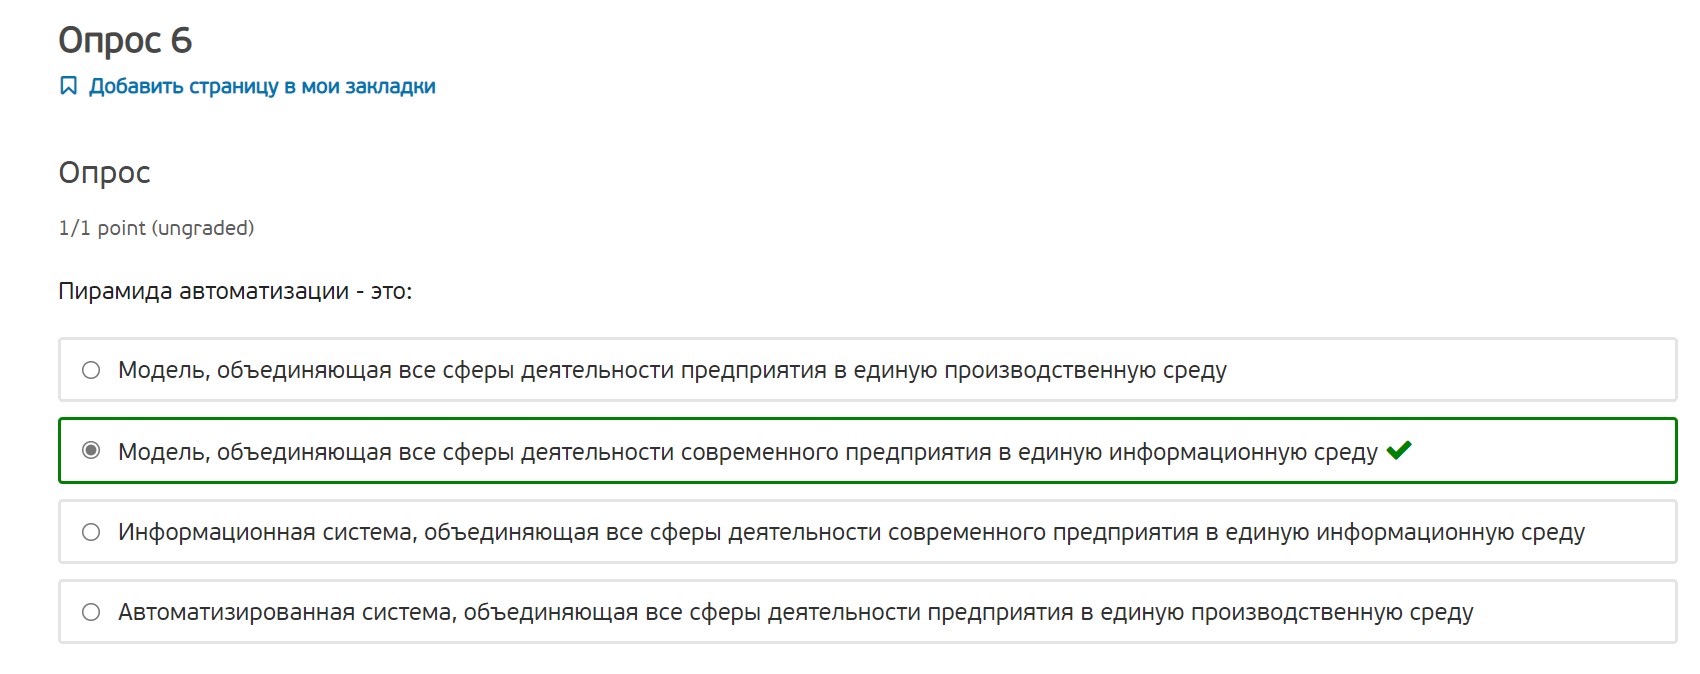 Опрос 6
Добавить страницу в мои закладки
Опрос
1/1 point (ungraded)
Пирамида автоматизации - это:
Модель, объединяющая все сферы деятельности предприятия в единую производственную среду
Модель, объединяющая все сферы деятельности современного предприятия в единую информационную среду
Информационная система, объединяющая все сферы деятельности современного предприятия в единую информационную среду
Автоматизированная система, объединяющая все сферы деятельности предприятия в единую производственную среду